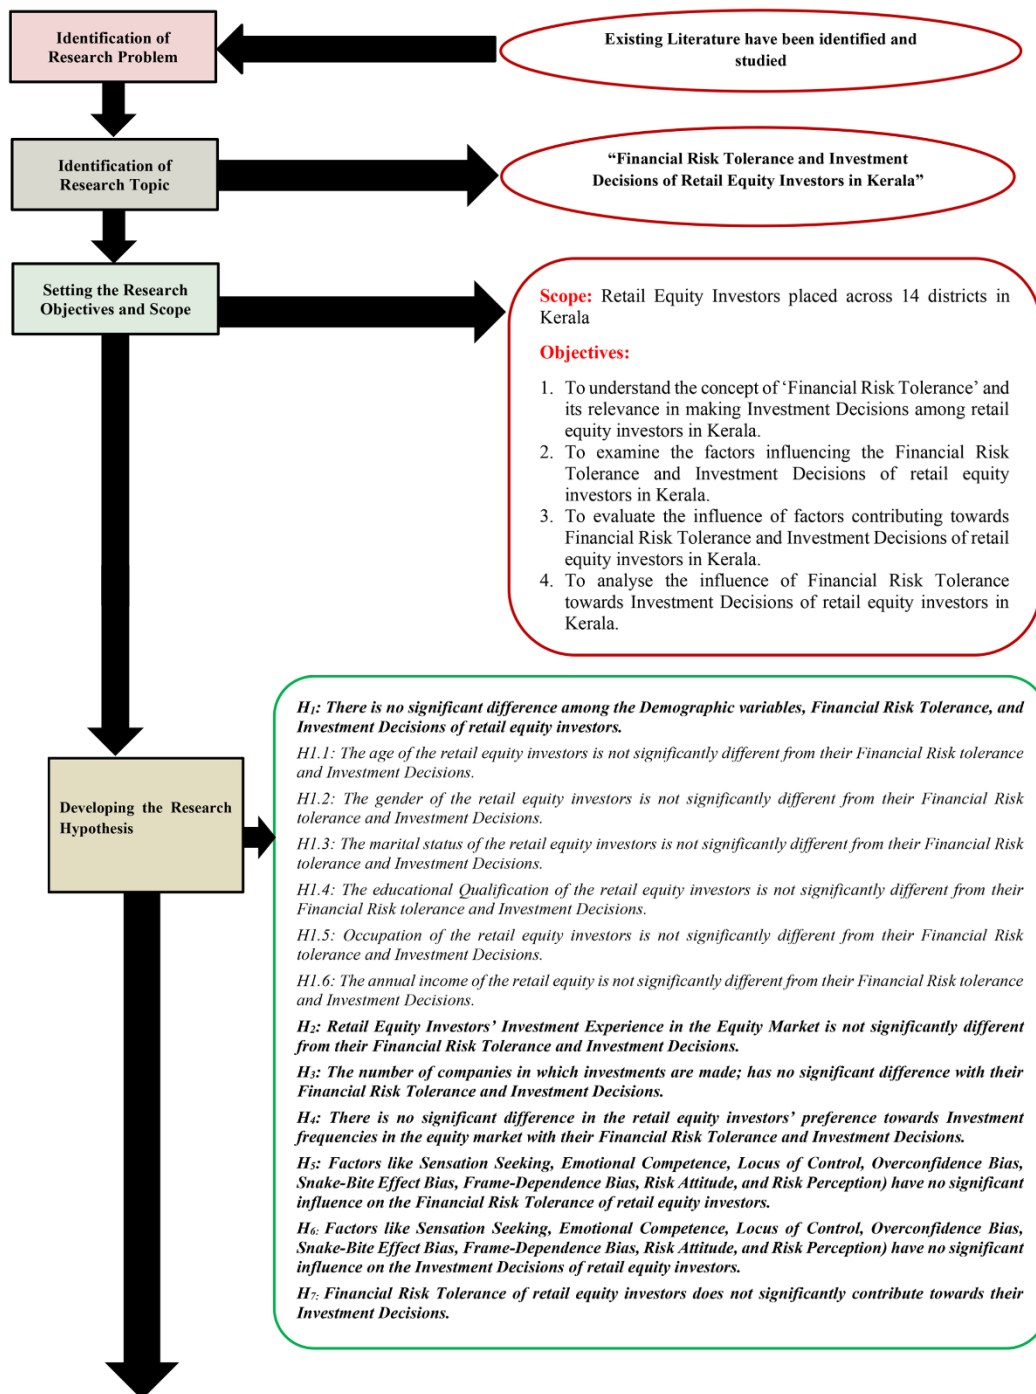 Identification of
Research Problem
Existing Literature have been identified and
studied
Identification of
Research Topic
“Financial Risk Tolerance and Investment
Decisions of Retail Equity Investors in Kerala”
Setting the Research
Objectives and Scope
Scope: Retail Equity Investors placed across 14 districts in
Kerala
Objectives:
1. To understand the concept of ‘Financial Risk Tolerance’ and
its relevance in making Investment Decisions among retail
equity investors in Kerala.
2. To examine the factors influencing the Financial Risk
Tolerance and Investment Decisions of retail equity
investors in Kerala.
3. To evaluate the influence of factors contributing towards
Financial Risk Tolerance and Investment Decisions of retail
equity investors in Kerala.
4. To analyse the influence of Financial Risk Tolerance
towards Investment Decisions of retail equity investors in
Kerala.
Developing the Research
Hypothesis
H1: There is no significant difference among the Demographic variables, Financial Risk Tolerance, and
Investment Decisions of retail equity investors.
H1.1: The age of the retail equity investors is not significantly different from their Financial Risk tolerance
and Investment Decisions.
H1.2: The gender of the retail equity investors is not significantly different from their Financial Risk
tolerance and Investment Decisions.
H1.3: The marital status of the retail equity investors is not significantly different from their Financial Risk
tolerance and Investment Decisions.
H1.4: The educational Qualification of the retail equity investors is not significantly different from their
Financial Risk tolerance and Investment Decisions.
H1.5: Occupation of the retail equity investors is not significantly different from their Financial Risk
tolerance and Investment Decisions.
H1.6: The annual income of the retail equity is not significantly different from their Financial Risk tolerance
and Investment Decisions.
H2: Retail Equity Investors’ Investment Experience in the Equity Market is not significantly different
from their Financial Risk Tolerance and Investment Decisions.
H3: The number of companies in which investments are made; has no significant difference with their
Financial Risk Tolerance and Investment Decisions.
H4: There is no significant difference in the retail equity investors’ preference towards Investment
frequencies in the equity market with their Financial Risk Tolerance and Investment Decisions.
H5: Factors like Sensation Seeking, Emotional Competence, Locus of Control, Overconfidence Bias,
Snake-Bite Effect Bias, Frame-Dependence Bias, Risk Attitude, and Risk Perception) have no significant
influence on the Financial Risk Tolerance of retail equity investors.
H6: Factors like Sensation Seeking, Emotional Competence, Locus of Control, Overconfidence Bias,
Snake-Bite Effect Bias, Frame-Dependence Bias, Risk Attitude, and Risk Perception) have no significant
influence on the Investment Decisions of retail equity investors.
H7: Financial Risk Tolerance of retail equity investors does not significantly contribute towards their
Investment Decisions.